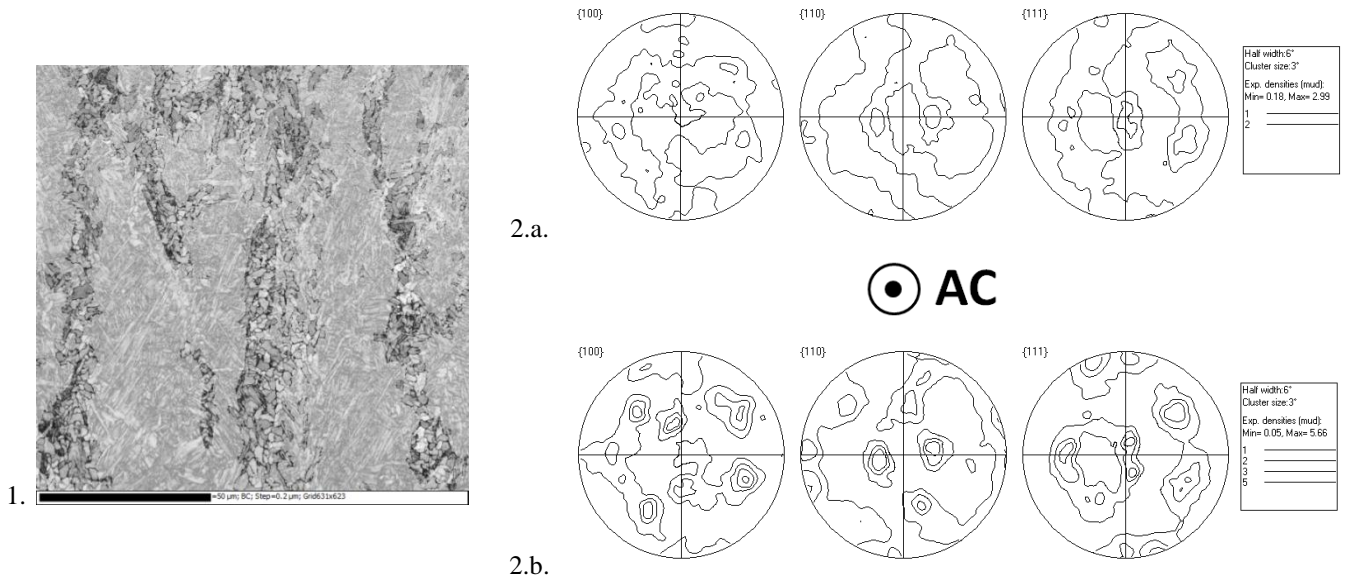 1.
=50 µm; BC; Step=0.2 µm; Grid631x623
2.a.
{100}
{110}
{111}
Half width:6°
Cluster size:3°
Exp. densities (mud):
Min= 0.18, Max= 2.99
1
2
AC
2.b.
{100}
{110}
{111}
Half width:6°
Cluster size:3°
Exp. densities (mud):
Min= 0.05, Max= 5.66
1
2
3
5